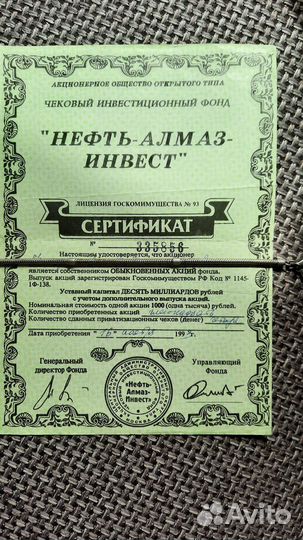 АКЦИОНЕРНОЕ ОБЩЕСТВО ОТКРЫТОГО ТИПА
ЧЕКОВЫЙ ИНВЕСТИЦИОННЫЙ ФОНД
"НЕФТЬ-АЛМАЗ-
ИНВЕСТ"
ЛИЦЕНЗИЯ ГОСКОМИМУЩЕСТВА № 93
СЕРТИФИКАТ
№ 335856
Настоящим удостоверяется, что акционер
является собственником ОБЫКНОВЕННЫХ АКЦИЙ фонда.
Выпуск акций зарегистрирован Госкомимуществом РФ Код № 1145-
1Ф-138.
Уставный капитал ДЕСЯТЬ МИЛЛИАРДОВ рублей
с учетом дополнительного выпуска акций.
Номинальная стоимость одной акции 1000 (одна тысяча) рублей.
Количество приобретенных акций
Количество сданных приватизационных чеков (денег)
Дата приобретения 199
Генеральный
директор Фонда
Управляющий
Фондом
«Нефть-
Алмаз-
Инвест»
Avito